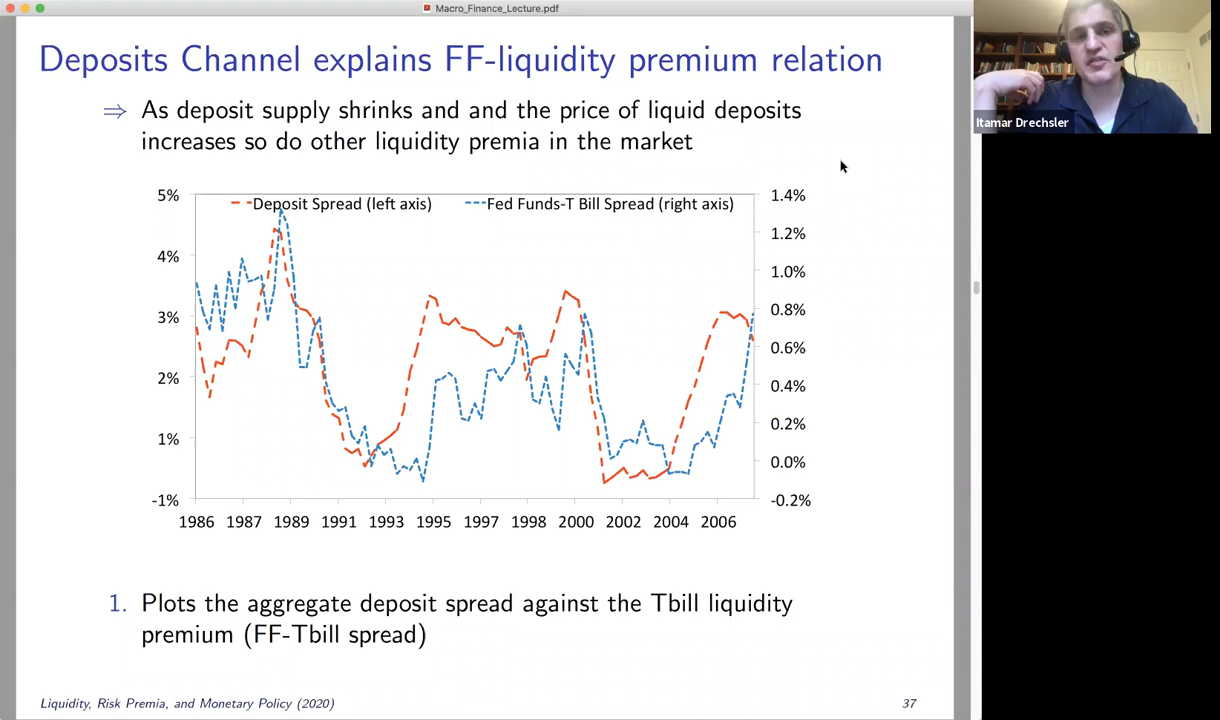 Macro_Finance_Lecture.pdf
Deposits Channel explains FF-liquidity premium relation
⇒ As deposit supply shrinks and and the price of liquid deposits
increases so do other liquidity premia in the market
Itamar Drechsler
5% 1.4%
Deposit Spread (left axis) Fed Funds-T Bill Spread (right axis)
1.2%
4%
1.0%
3% 0.8%
0.6%
2% 0.4%
0.2%
1%
0.0%
-1% -0.2%
1986 1987 1989 1991 1993 1995 1997 1998 2000 2002 2004 2006
1. Plots the aggregate deposit spread against the Tbill liquidity
premium (FF-Tbill spread)
Liquidity, Risk Premia, and Monetary Policy (2020) 37